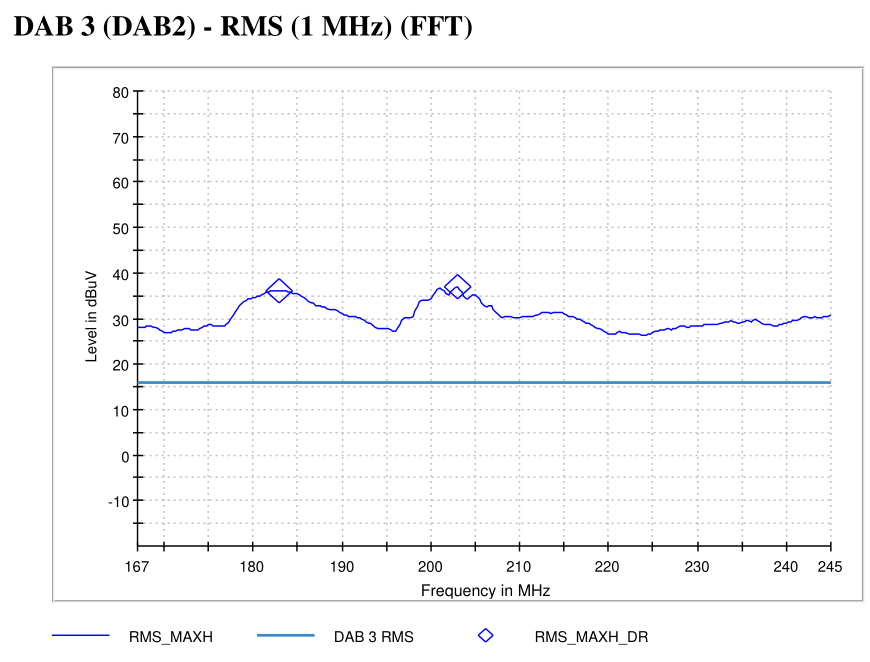 DAB 3 (DAB2) - RMS (1 MHz) (FFT)
80
70
60
50
40
30
20
10
0
-10
Level in dBuV
167 180 190 200 210 220 230 240 245
Frequency in MHz
RMS_MAXH DAB 3 RMS RMS_MAXH_DR